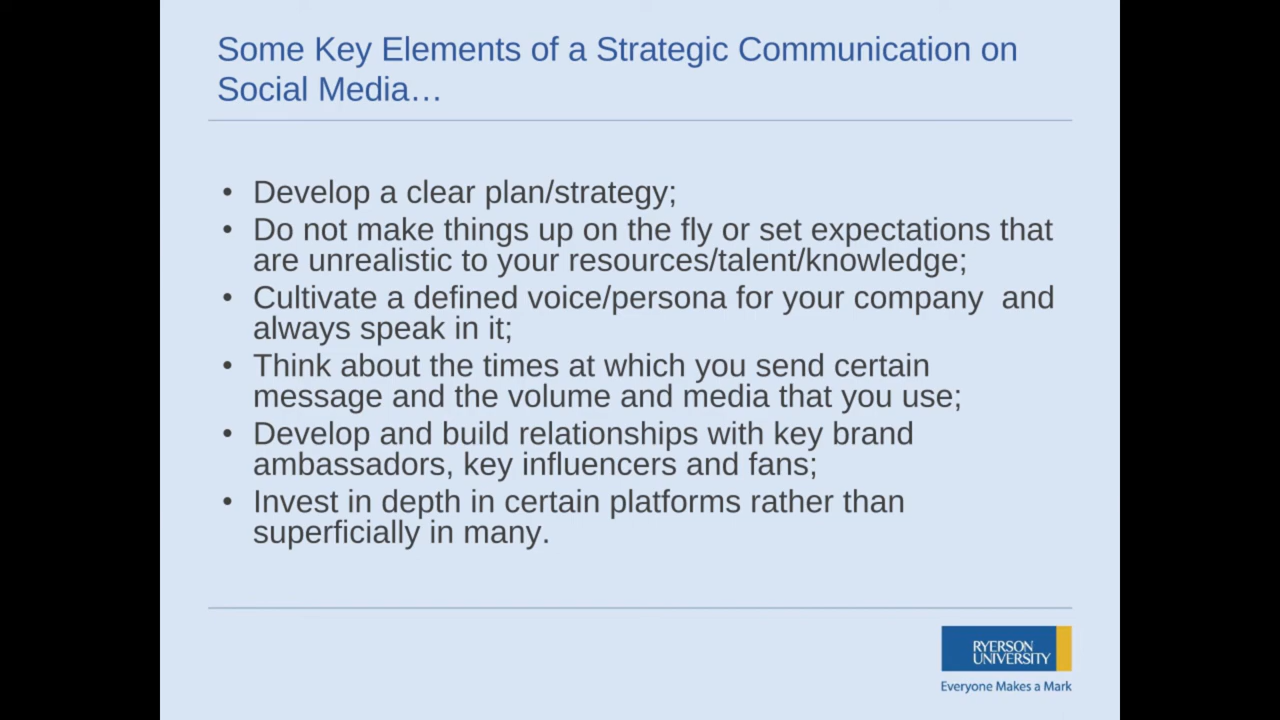 Some Key Elements of a Strategic Communication on
Social Media…
• Develop a clear plan/strategy;
• Do not make things up on the fly or set expectations that
are unrealistic to your resources/talent/knowledge;
• Cultivate a defined voice/persona for your company  and
always speak in it;
• Think about the times at which you send certain
message and the volume and media that you use;
• Develop and build relationships with key brand
ambassadors, key influencers and fans;
• Invest in depth in certain platforms rather than
superficially in many.
RYERSON
UNIVERSITY
Everyone Makes a Mark